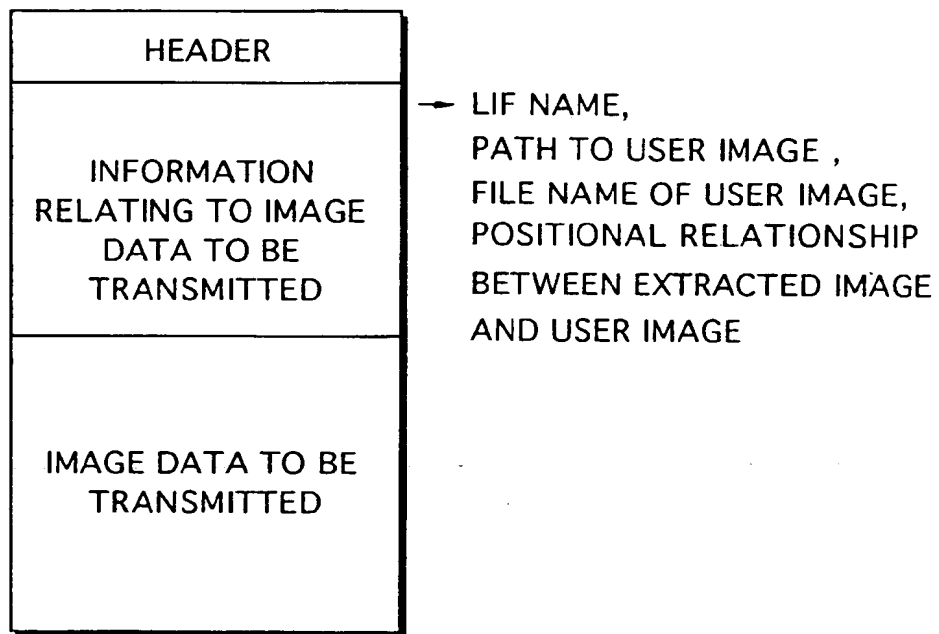 HEADER
INFORMATION
RELATING TO IMAGE
DATA TO BE
TRANSMITTED
→ LIF NAME,
PATH TO USER IMAGE ,
FILE NAME OF USER IMAGE,
POSITIONAL RELATIONSHIP
BETWEEN EXTRACTED IMAGE
AND USER IMAGE
IMAGE DATA TO BE
TRANSMITTED